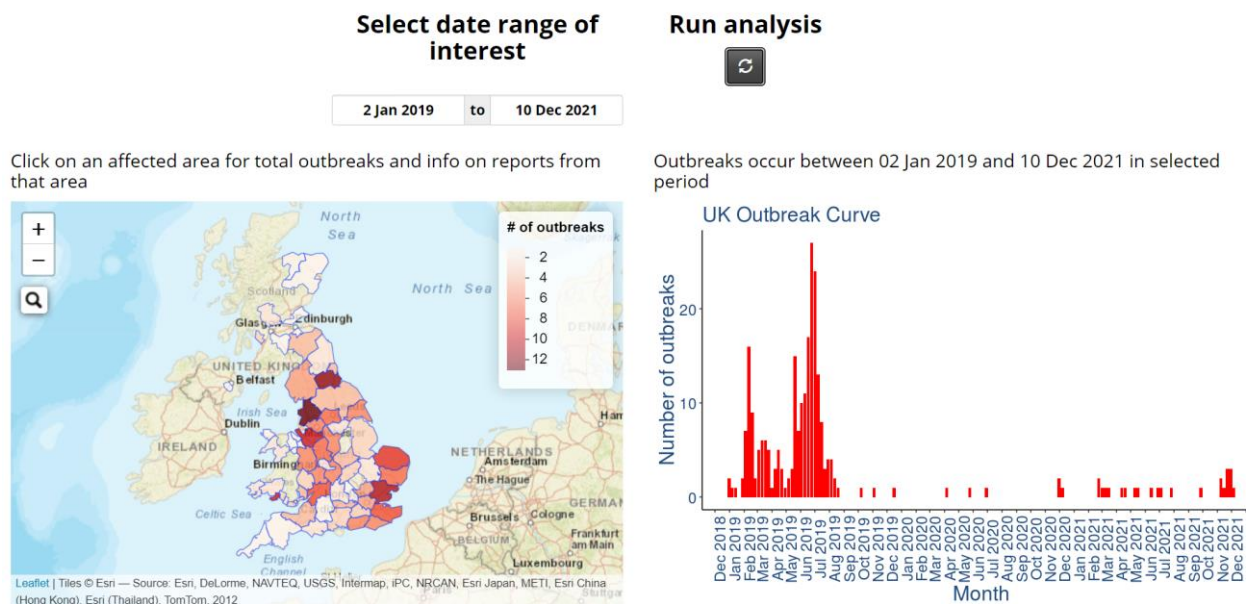 Select date range of
interest
Run analysis
2 Jan 2019 to 10 Dec 2021
Click on an affected area for total outbreaks and info on reports from
that area
+
−
North
Sea
North Sea
Scotland
Edinburgh
UNITED
Belfast
Irish Sea
Dublin
IRELAND
Celtic Sea
English
Channel
NETHERLANDS
Amsterdam
The Hague
Brussels
Cologne
BELGIUM
Frankfurt
am Main
Luxembourg
# of outbreaks
2
4
6
8
10
12
Leaflet | Tiles © Esri — Source: Esri, DeLorme, NAVTEQ, USGS, Intermap, iPC, NRCAN, Esri Japan, METI, Esri China
(Hong Kong), Esri (Thailand), TomTom, 2012
Outbreaks occur between 02 Jan 2019 and 10 Dec 2021 in selected
period
UK Outbreak Curve
Number of outbreaks
20
10
0
Dec 2018
Jan 2019
Feb 2019
Mar 2019
Apr 2019
May 2019
Jun 2019
Jul 2019
Aug 2019
Sep 2019
Oct 2019
Nov 2019
Dec 2019
Jan 2020
Feb 2020
Mar 2020
Apr 2020
May 2020
Jun 2020
Jul 2020
Aug 2020
Sep 2020
Oct 2020
Nov 2020
Dec 2020
Jan 2021
Feb 2021
Mar 2021
Apr 2021
May 2021
Jun 2021
Jul 2021
Aug 2021
Sep 2021
Oct 2021
Nov 2021
Dec 2021
Month